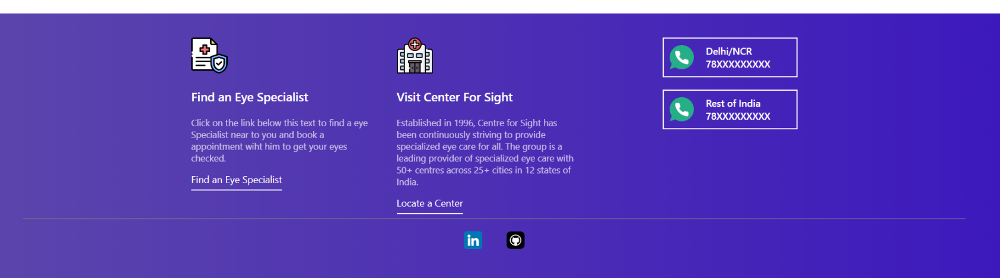 Find an Eye Specialist
Click on the link below this text to find a eye
Specialist near to you and book a
appointment wiht him to get your eyes
checked.
Find an Eye Specialist
Visit Center For Sight
Established in 1996, Centre for Sight has
been continuously striving to provide
specialized eye care for all. The group is a
leading provider of specialized eye care with
50+ centres across 25+ cities in 12 states of
India.
Locate a Center
Delhi/NCR
78XXXXXXXXX
Rest of India
78XXXXXXXXX
in